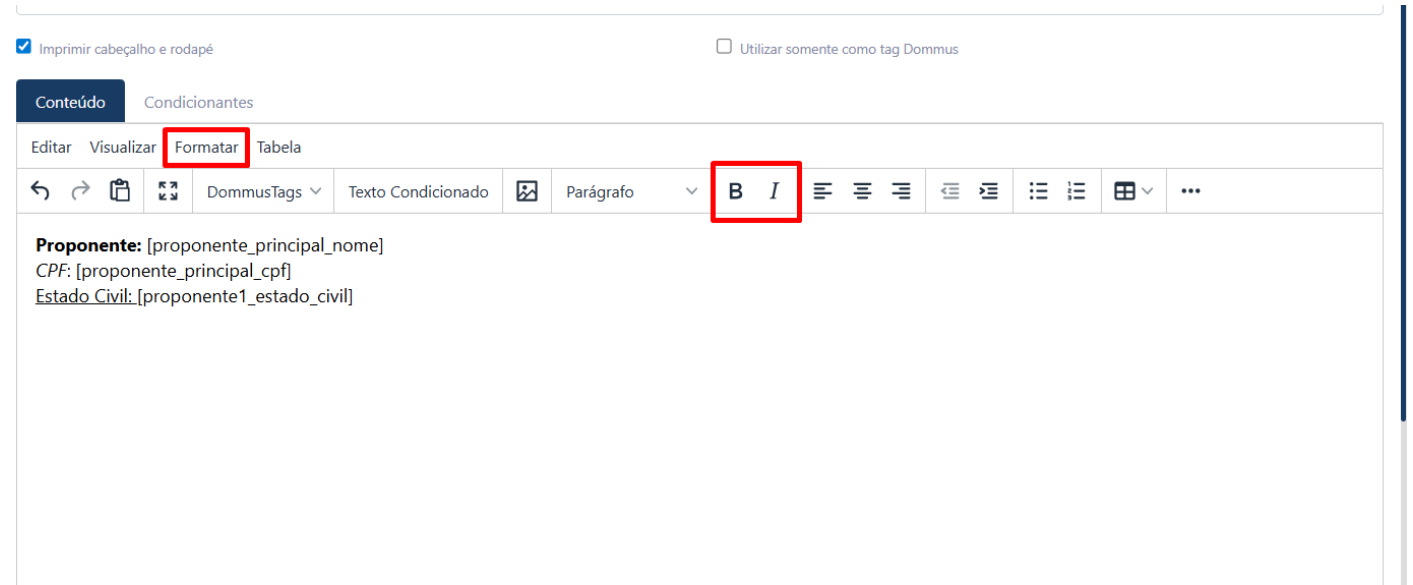 Imprimir cabeçalho e rodapé Utilizar somente como tag Dommus
Conteúdo Condicionantes
Editar Visualizar Formatar Tabela
DommusTags Texto Condicionado Parágrafo B I
Proponente: [proponente_principal_nome]
CPF: [proponente_principal_cpf]
Estado Civil: [proponente1_estado_civil]